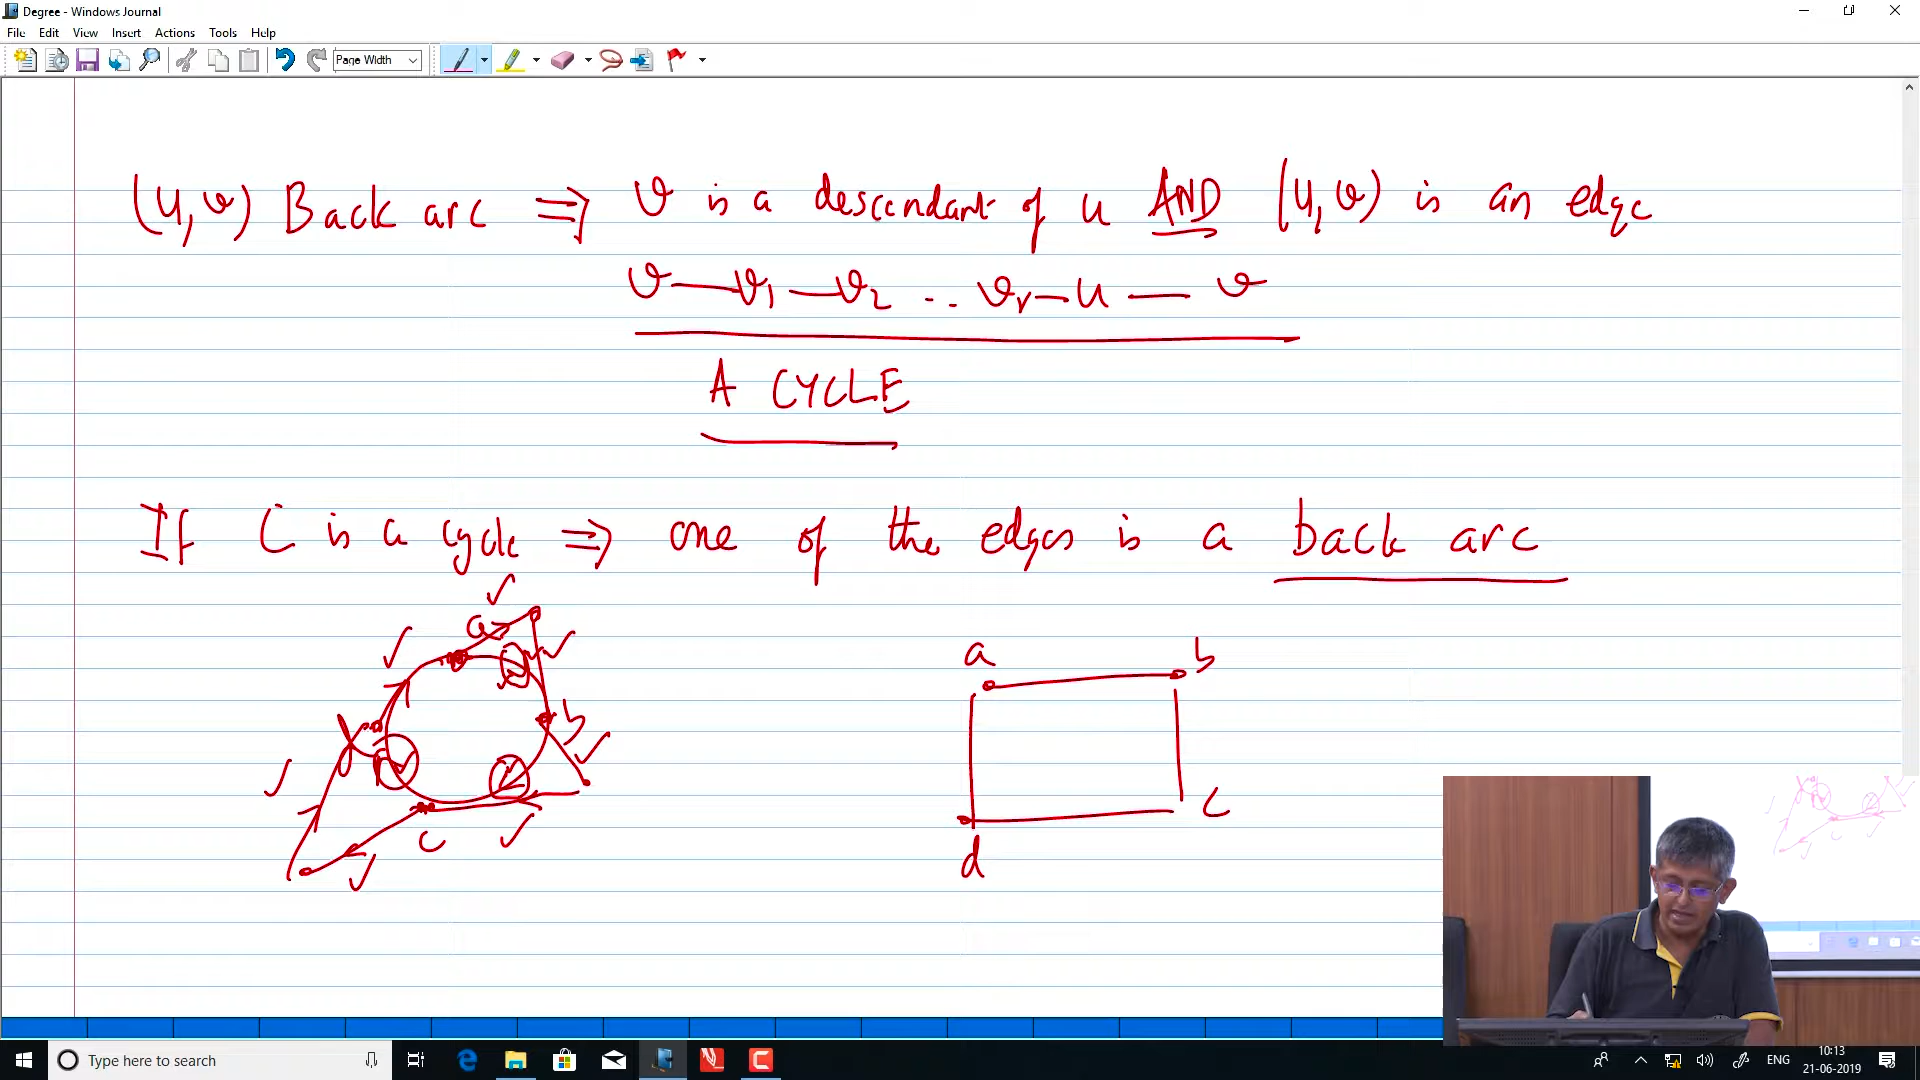 Degree - Windows Journal
File Edit View Insert Actions Tools Help
Page Width
(u,v) Back arc ⇒ v is a descendant of u AND (u,v) is an edge
v — v1 — v2 .. vr — u — v
A CYCLE
If C is a cycle ⇒ one of the edges is a back arc
a
a b
b
c
c
d
Type here to search
ENG
10:13
21-06-2019